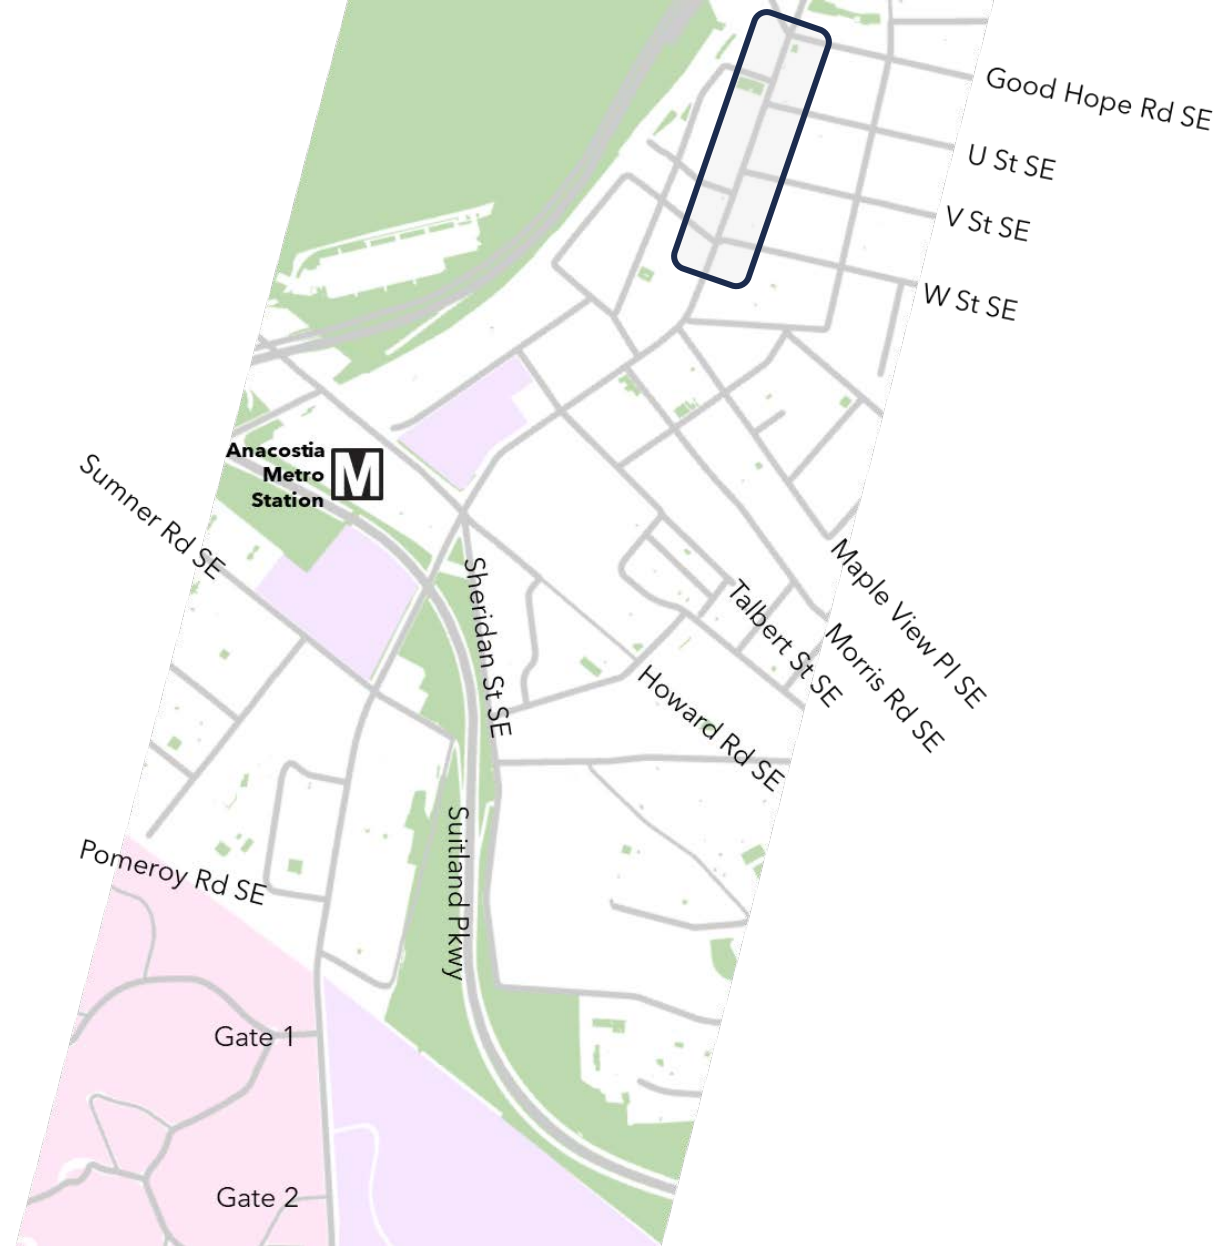 Good Hope Rd SE
U St SE
V St SE
W St SE
Anacostia
Metro
Station
M
Sumner Rd SE
Sheridan St SE
Maple View Pl SE
Talbert St SE
Morris Rd SE
Howard Rd SE
Suitland Pkwy
Pomeroy Rd SE
Gate 1
Gate 2